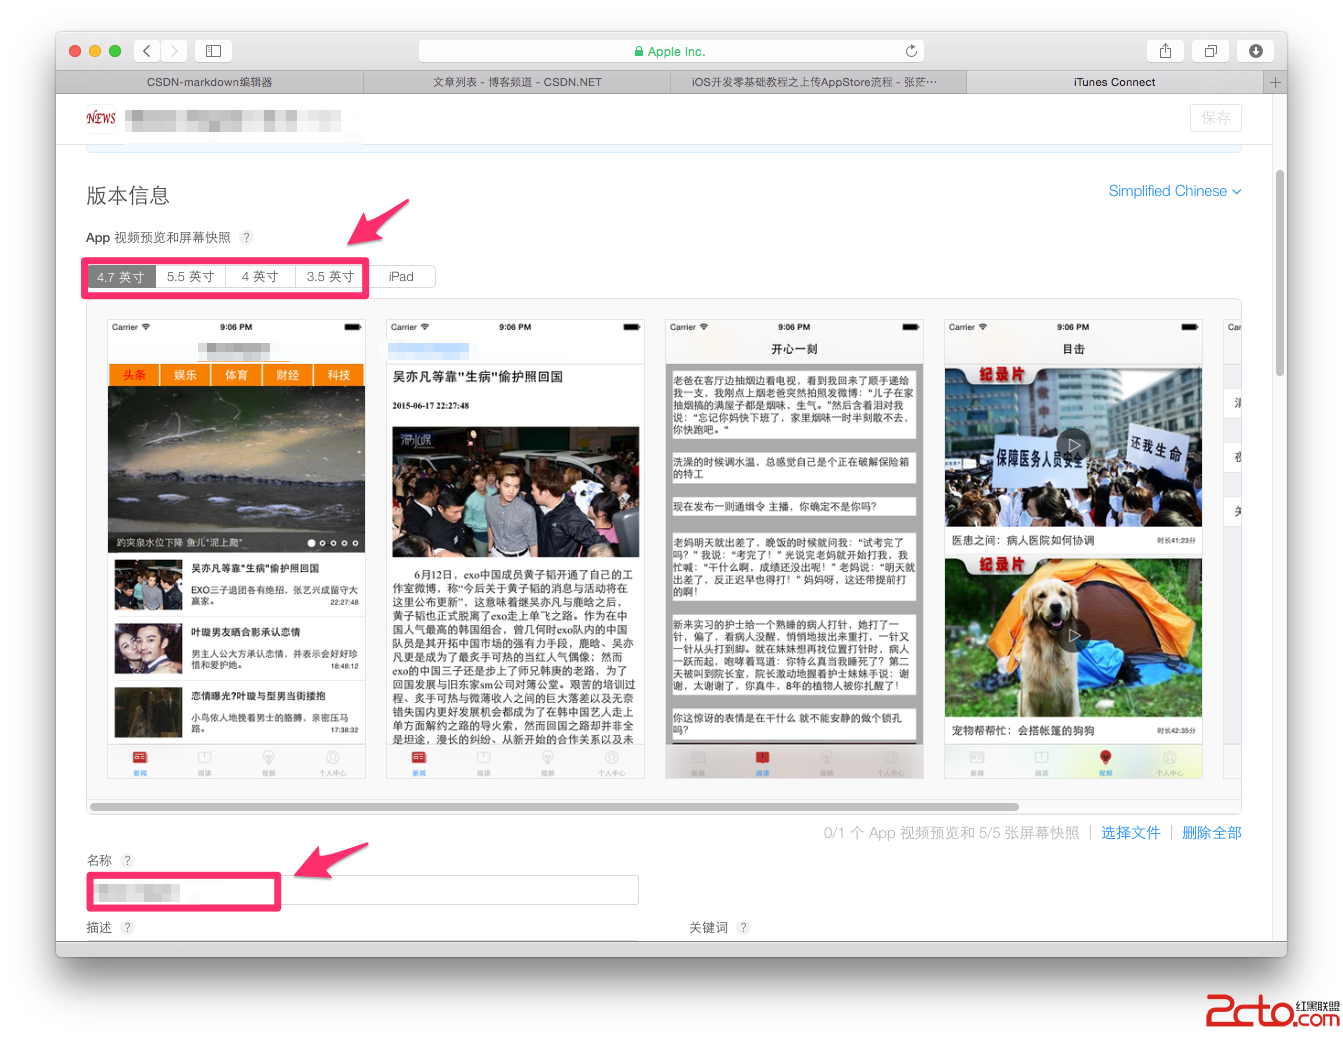 Apple Inc.
CSDN-markdown编辑器
文章列表 - 博客频道 - CSDN.NET
iOS开发零基础教程之上传AppStore流程 - 张茫…
iTunes Connect
NEWS
保存
版本信息
Simplified Chinese
App 视频预览和屏幕快照 ?
4.7 英寸
5.5 英寸
4 英寸
3.5 英寸
iPad
Carrier
9:06 PM
头条
娱乐
体育
财经
科技
趵突泉水位下降 鱼儿"泥上爬"
吴亦凡等靠"生病"偷护照回国
EXO三子退团各有绝招,张艺兴成留守大
赢家。
22:27:48
叶璇男友晒合影承认恋情
男主人公大方承认恋情,并表示会好好珍
惜和爱护她。
18:48:12
恋情曝光?叶璇与型男当街搂抱
小鸟依人地挽着男士的胳膊,亲密压马
路。
17:38:32
新闻
阅读
视频
个人中心
Carrier
9:06 PM
吴亦凡等靠"生病"偷护照回国
2015-06-17 22:27:48
6月12日,exo中国成员黄子韬开通了自己的工
作室微博,称“今后关于黄子韬的消息与活动将在
这里公布更新”,这意味着继吴亦凡与鹿晗之后,
黄子韬也正式脱离了exo走上单飞之路。作为在中
国人气最高的韩国组合,曾几何时exo队内的中国
队员是其开拓中国市场的强有力手段,鹿晗、吴亦
凡更是成为了最炙手可热的当红人气偶像;然而
exo的中国三子还是步上了师兄韩庚的老路,为了
回国发展与旧东家sm公司对簿公堂。艰苦的培训过
程、炙手可热与微薄收入之间的巨大落差以及无奈
错失国内更好发展机会都成为了在韩中国艺人走上
单方面解约之路的导火索,然而回国之路却并非全
是坦途,漫长的纠纷、从新开始的合作关系以及未
新闻
阅读
视频
个人中心
Carrier
9:06 PM
开心一刻
老爸在客厅边抽烟边看电视,看到我回来了顺手递给
我一支,我刚点上烟老爸突然拍照发微博:“儿子在家
抽烟搞的满屋子都是烟味,生气。”然后含着泪对我
说:“忘记你妈快下班了,家里烟味一时半刻散不去,
你快跑吧。“
洗澡的时候调水温,总感觉自己是个正在破解保险箱
的特工
现在发布一则通缉令 主播,你确定不是你吗?
老妈明天就出差了,晚饭的时候就问我:“试考完了
吗?”我说:“考完了!”光说完老妈就开始打我,我
忙喊:“干什么啊,成绩还没出呢!”老妈说:“明天就
出差了,反正迟早也得打!”妈妈呀,这还带提前打
的啊!
新来实习的护士给一个熟睡的病人打针,她打了一
针,偏了,看病人没醒,悄悄地拔出来重打,一针又
一针从头打到脚。就在妹妹想再找位置打针时,病人
一跃而起,咆哮着骂道:你特么真当我睡死了?第二
天被叫到院长室,院长激动地握着护士妹妹手说:谢
谢,太谢谢了,你真牛,8年的植物人被你扎醒了!
你这惊讶的表情是在干什么 就不能安静的做个锁孔
吗?
新闻
阅读
视频
个人中心
Carrier
9:06 PM
目击
纪录片
保障医务人员安全
还我生命
医患之间:病人医院如何协调
时长41:23分
纪录片
宠物帮帮忙:会搭帐篷的狗狗
时长42:35分
新闻
阅读
视频
个人中心
0/1 个 App 视频预览和 5/5 张屏幕快照
选择文件
删除全部
名称 ?
描述 ?
关键词 ?
2cto.com
红黑联盟